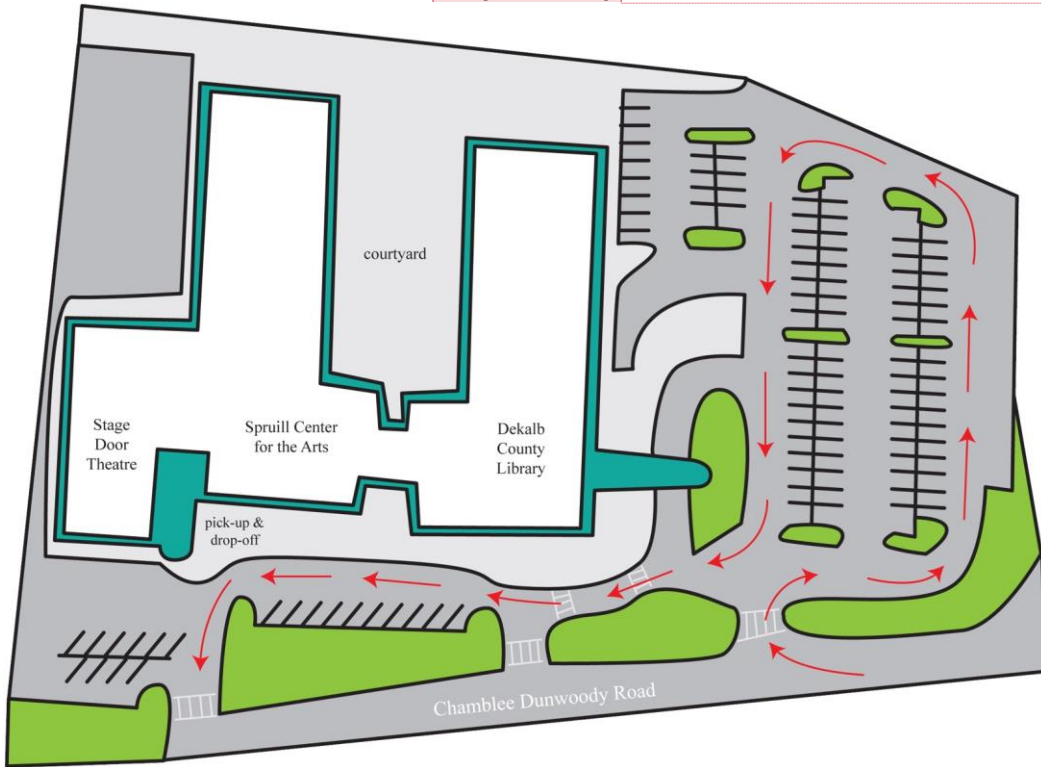 courtyard
Stage
Door
Theatre
Spruill Center
for the Arts
Dekalb
County
Library
pick-up &
drop-off
Chamblee Dunwoody Road